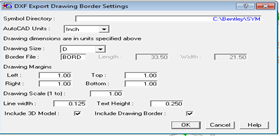 DXF Export Drawing Border Settings
Symbol Directory : C:\Bentley\SYM
AutoCAD Units : Inch
Drawing dimensions are in units specified above
Drawing Size : D
Border File : BORD Length : 33.50 Width : 21.50
Drawing Margins
Left : 1.00 Top : 1.00
Right : 1.00 Bottom : 1.00
Drawing Scale (1 to) : 1.00
Line width : 0.125 Text Height : 0.250
Include 3D Model : Include Drawing Border :
OK Cancel Help